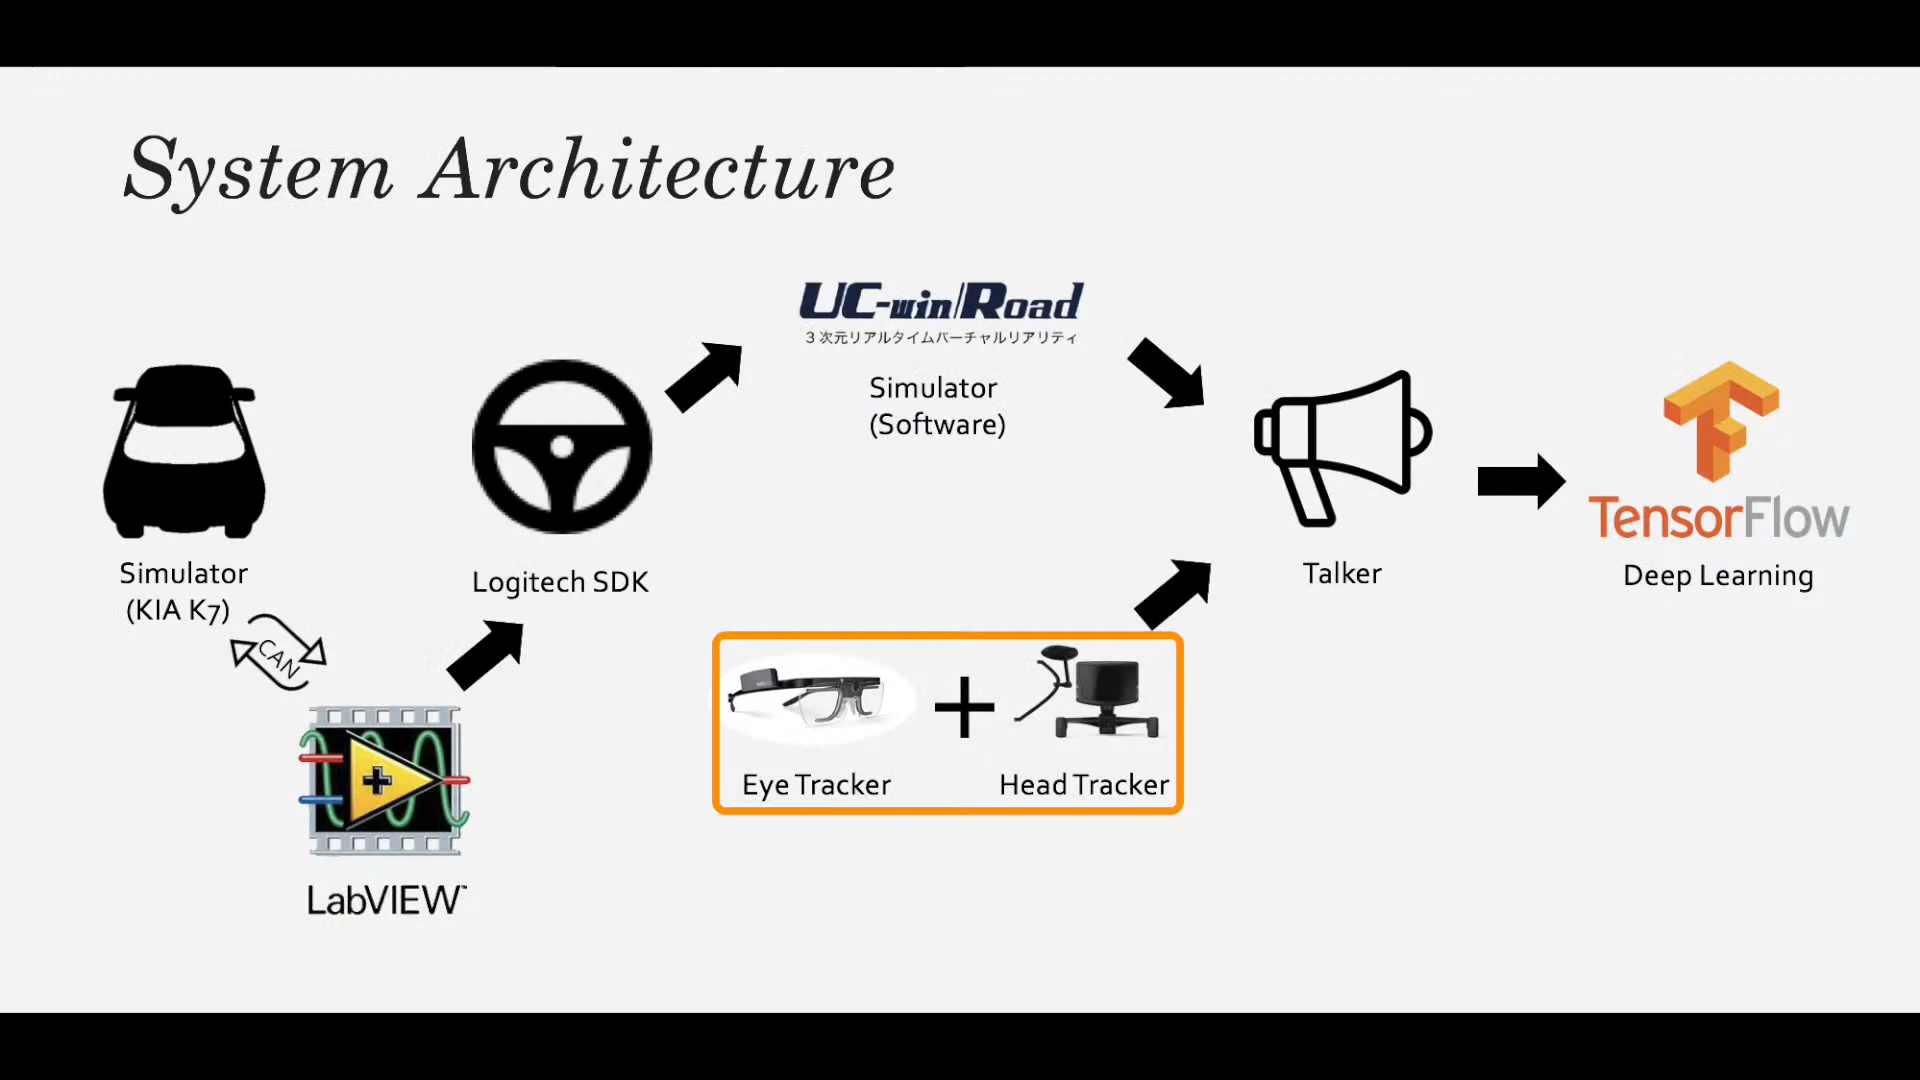 System Architecture
UC-win/Road
3次元リアルタイムバーチャルリアリティ
Simulator
(Software)
Simulator
(KIA K7)
CAN
Logitech SDK
Talker
TensorFlow
Deep Learning
Eye Tracker
Head Tracker
LabVIEW™